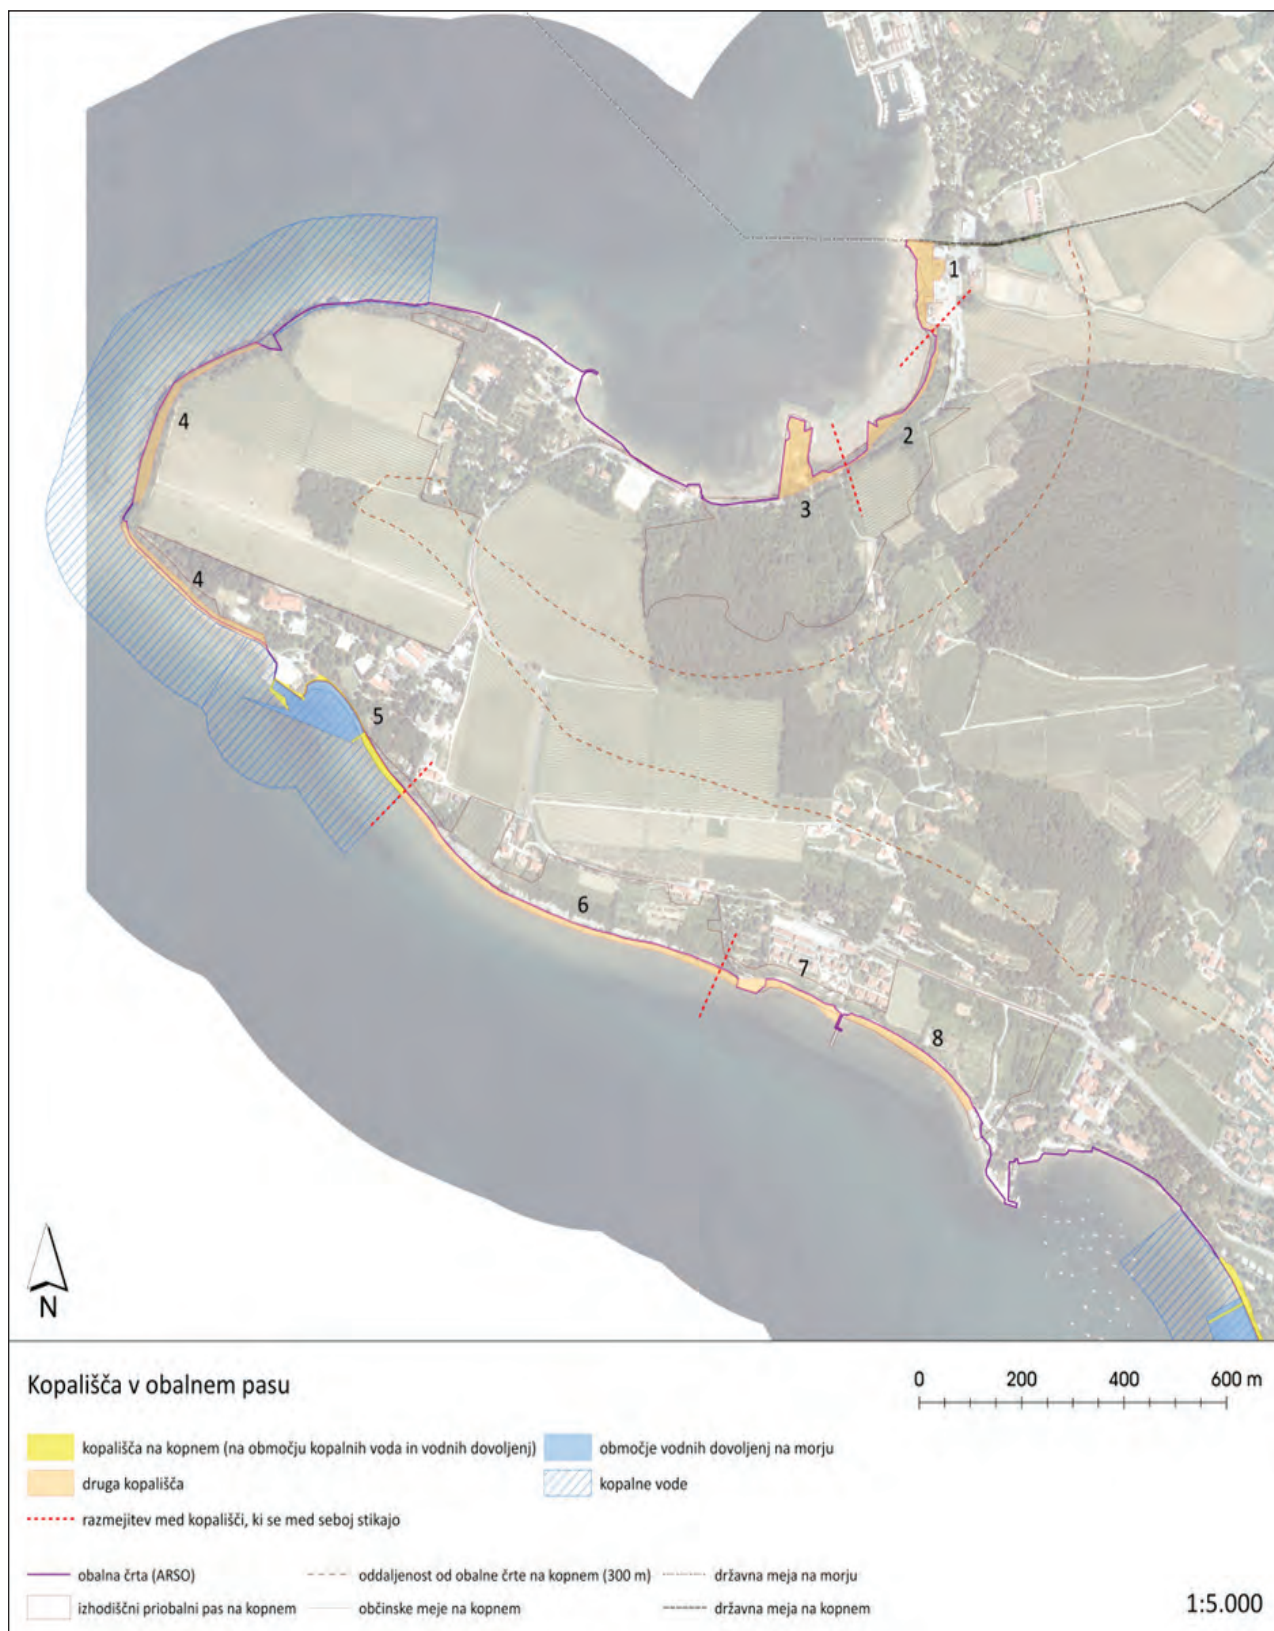 1
2
3
4
4
5
6
7
8
N
Kopališča v obalnem pasu
0 200 400 600 m
kopališča na kopnem (na območju kopalnih voda in vodnih dovoljenj)
območje vodnih dovoljenj na morju
druga kopališča
kopalne vode
razmejitev med kopališči, ki se med seboj stikajo
obalna črta (ARSO)
oddaljenost od obalne črte na kopnem (300 m)
državna meja na morju
izhodiščni priobalni pas na kopnem
občinske meje na kopnem
državna meja na kopnem
1:5.000